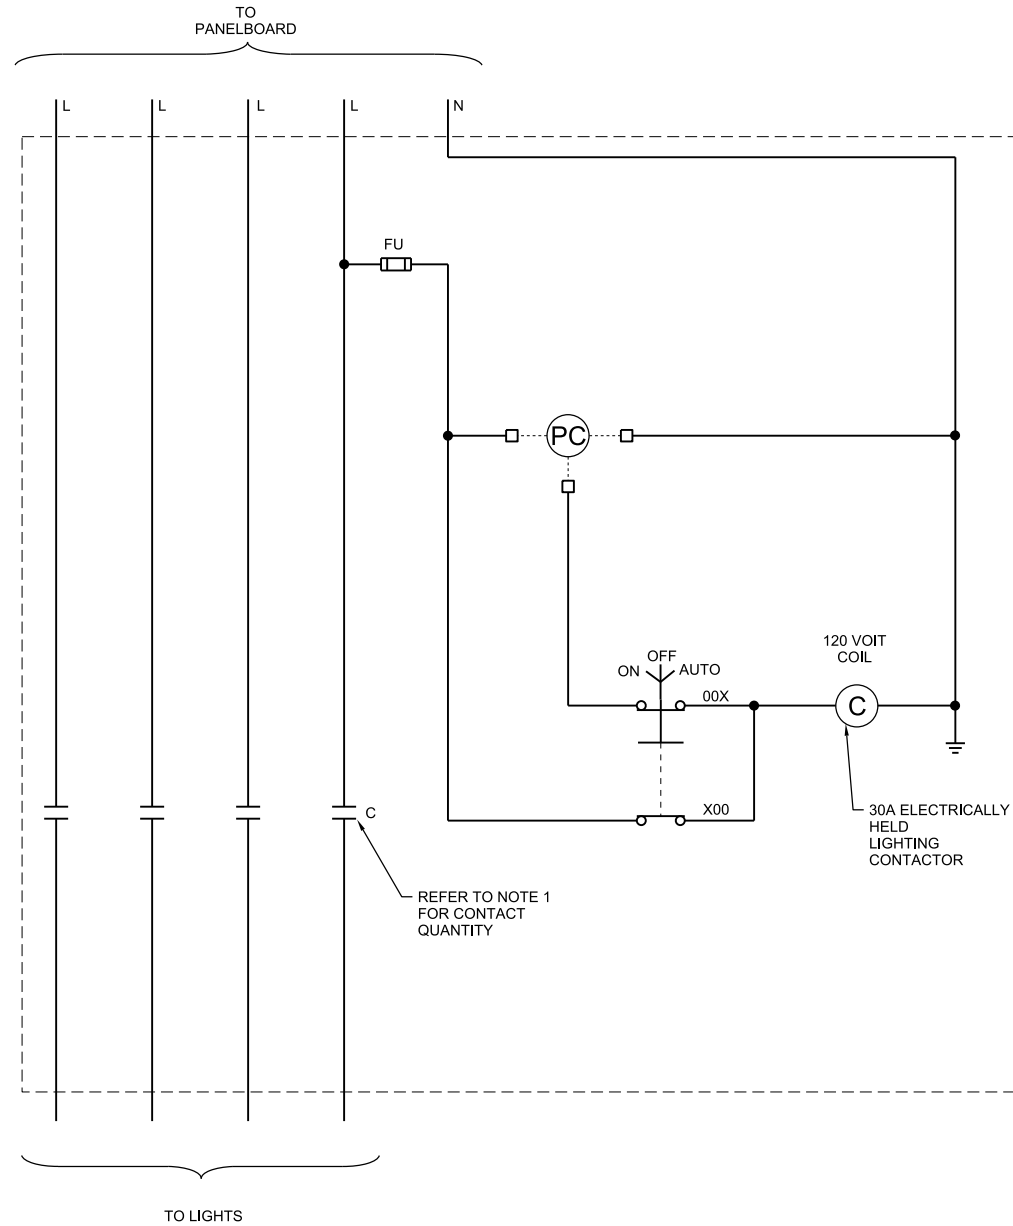 TO
PANELBOARD
L
L
L
L
N
FU
PC
120 VOIT
COIL
OFF
ON
AUTO
00X
C
X00
C
30A ELECTRICALLY
HELD
LIGHTING
CONTACTOR
REFER TO NOTE 1
FOR CONTACT
QUANTITY
TO LIGHTS